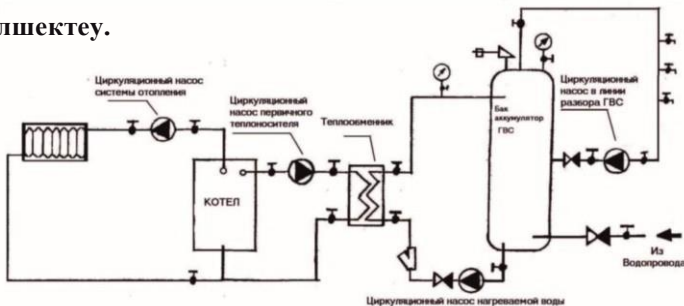 лшектеу.
Циркуляционный насос
системы отопления
Циркуляционный
насос первичного
теплоносителя
Теплообменник
Бак
аккумулятор
ГВС
Циркуляционный
насос в линии
разбора ГВС
КОТЕЛ
Из
Водопровода
Циркуляционный насос нагреваемой воды